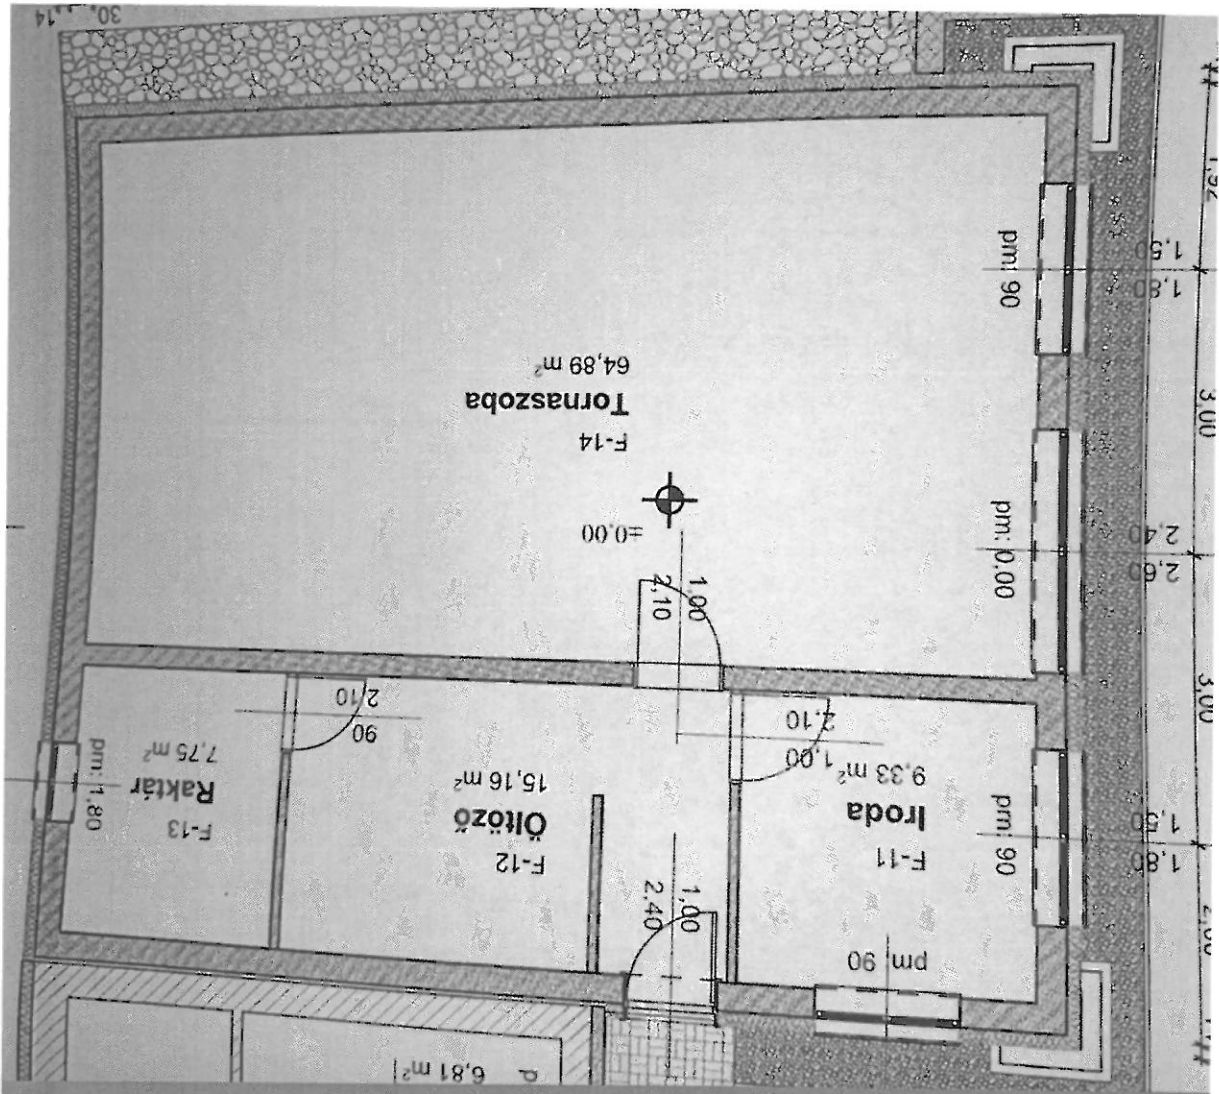 6,81 m²
pm: 90
F-11
Iroda
9,33 m²
1,00
2,10
1,00
2,40
F-12
Öltöző
15,16 m²
90
2,10
F-13
Raktár
7,75 m²
pm: 1,80
pm: 90
1,80
1,50
3,00
1,00
2,10
±0,00
F-14
Tornaszoba
64,89 m²
pm: 0,00
2,60
2,40
3,00
pm: 90
1,80
1,50